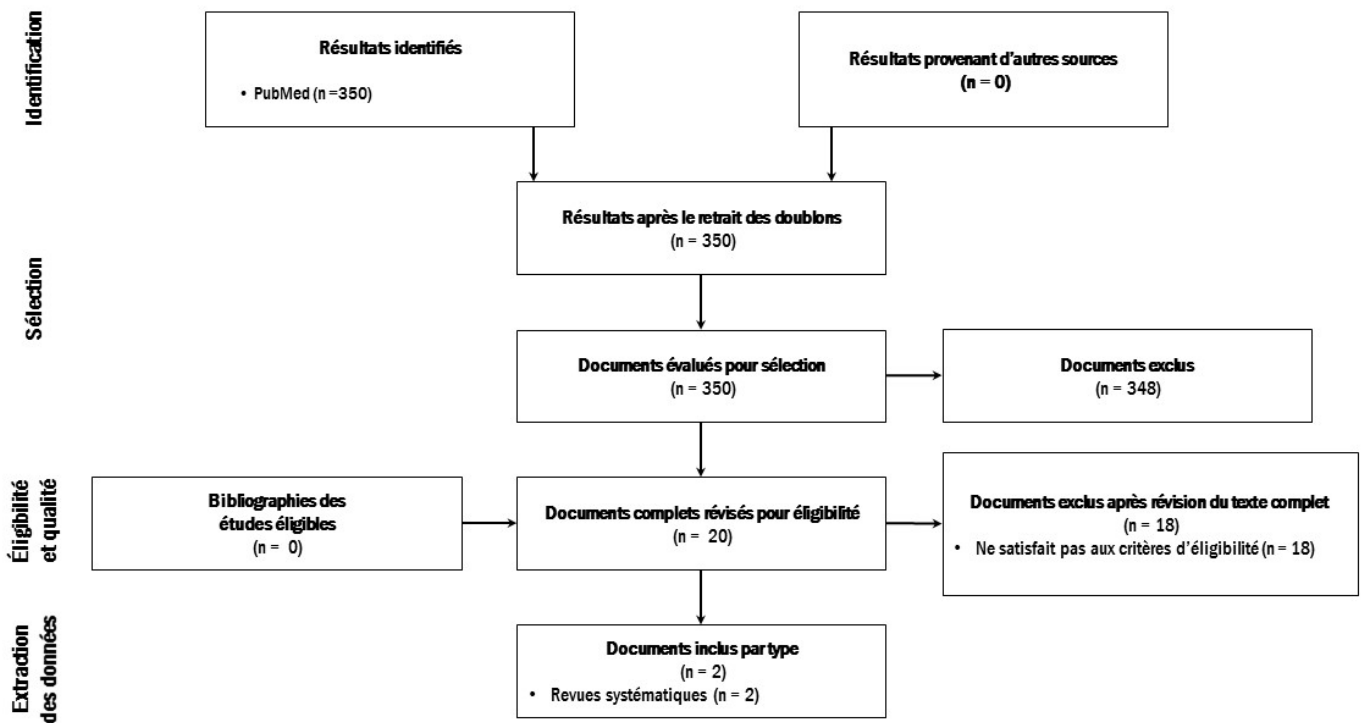 Identification
Résultats identifiés
• PubMed (n =350)
Résultats provenant d'autres sources
(n = 0)
Sélection
Résultats après le retrait des doublons
(n = 350)
Documents évalués pour sélection
(n = 350)
Documents exclus
(n = 348)
Éligibilité
et qualité
Bibliographies des
études éligibles
(n = 0)
Documents complets révisés pour éligibilité
(n = 20)
Documents exclus après révision du texte complet
(n = 18)
• Ne satisfait pas aux critères d'éligibilité (n = 18)
Extraction
des données
Documents inclus par type
(n = 2)
• Revues systématiques (n = 2)